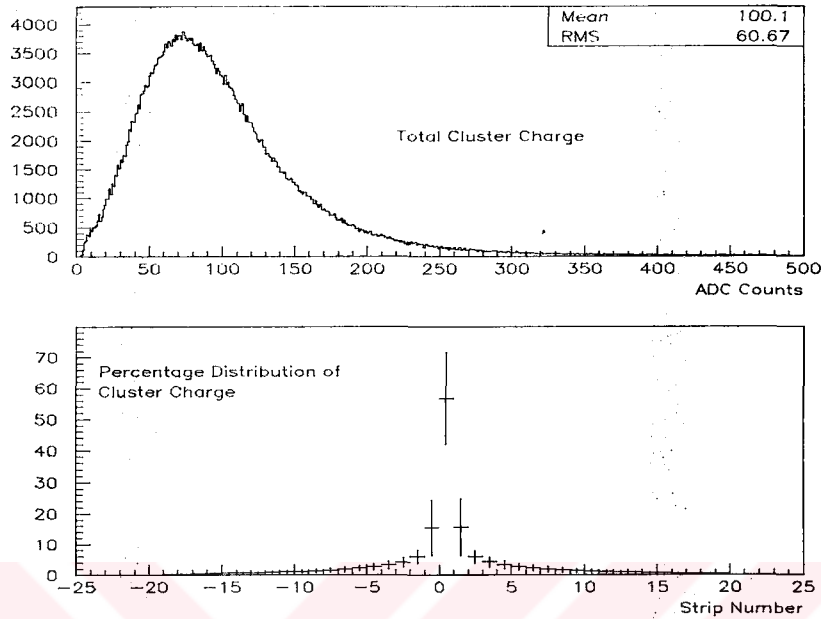 Mean 100.1
RMS 60.67
4000
3500
3000
2500
2000
1500
1000
500
0
Total Cluster Charge
0 50 100 150 200 250 300 350 400 450 500
ADC Counts
70
60
50
40
30
20
10
0
Percentage Distribution of
Cluster Charge
−25 −20 −15 −10 −5 0 5 10 15 20 25
Strip Number